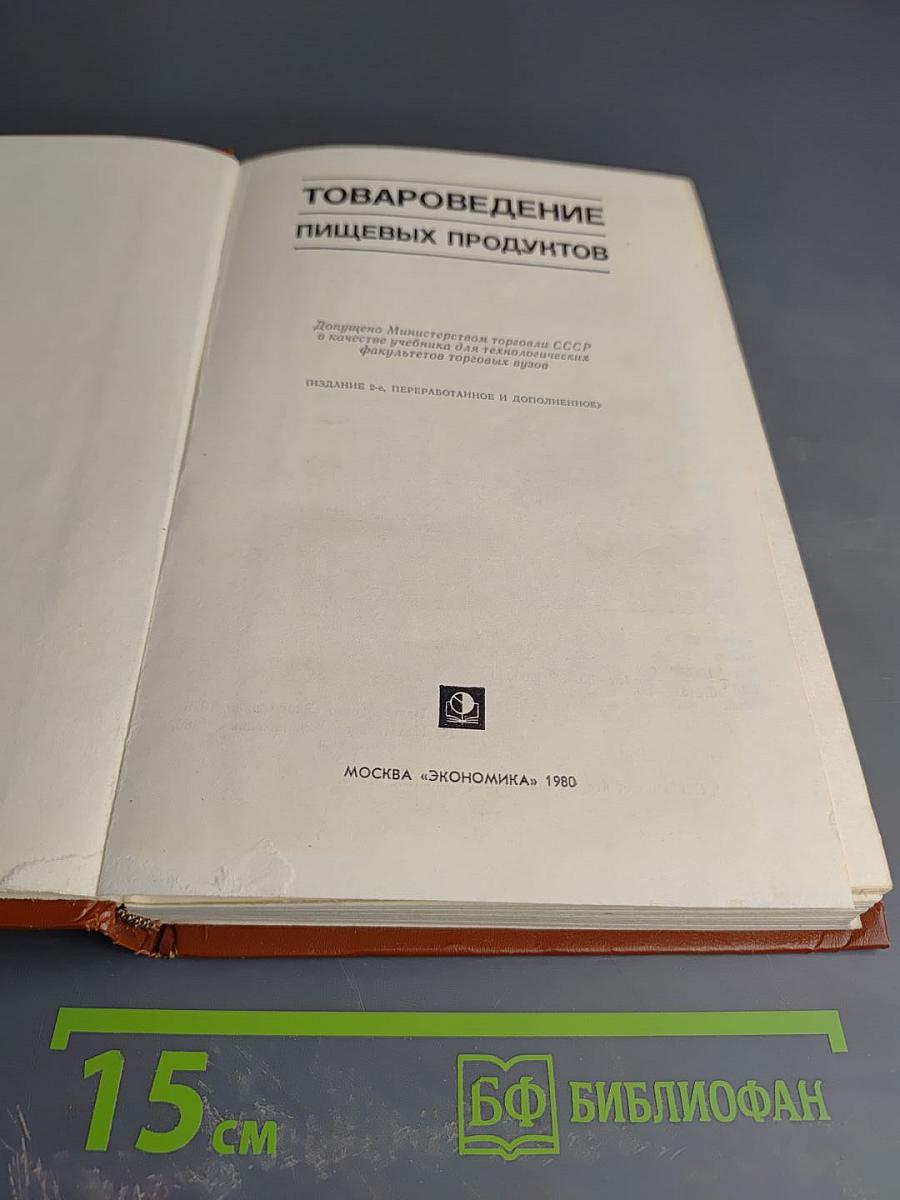 ТОВАРОВЕДЕНИЕ
ПИЩЕВЫХ ПРОДУКТОВ
Допущено Министерством торговли СССР
в качестве учебника для технологических
факультетов торговых вузов
(ИЗДАНИЕ 2-е, ПЕРЕРАБОТАННОЕ И ДОПОЛНЕННОЕ)
МОСКВА «ЭКОНОМИКА» 1980
15 см
БФ БИБЛИОФАН